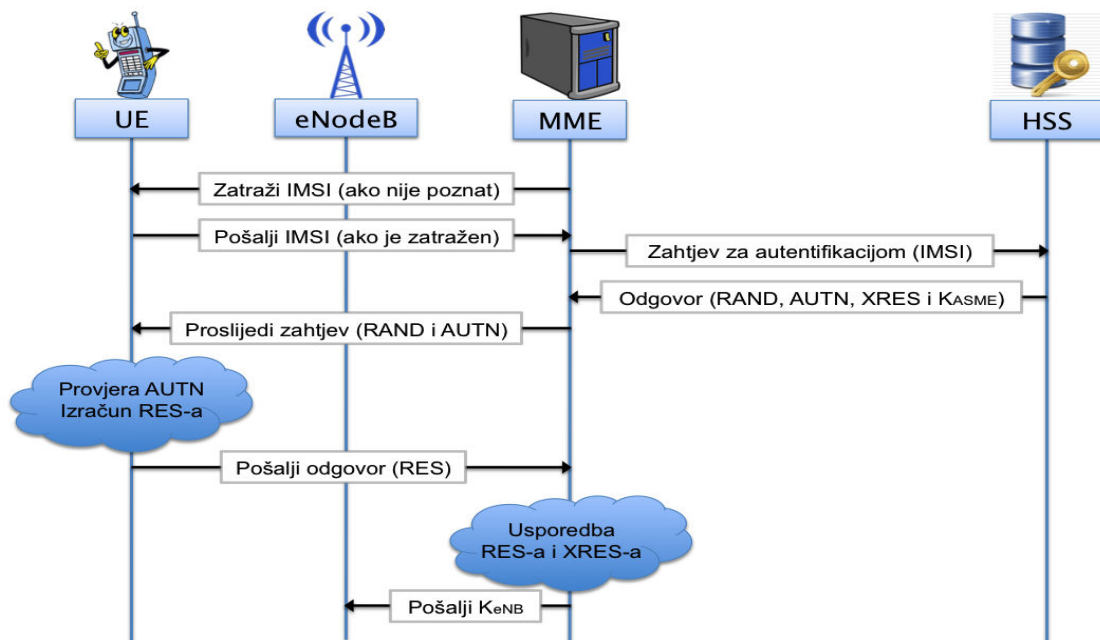 UE
eNodeB
MME
HSS
Zatraži IMSI (ako nije poznat)
Pošalji IMSI (ako je zatražen)
Zahtjev za autentifikacijom (IMSI)
Odgovor (RAND, AUTN, XRES i KASME)
Proslijedi zahtjev (RAND i AUTN)
Provjera AUTN
Izračun RES-a
Pošalji odgovor (RES)
Usporedba
RES-a i XRES-a
Pošalji KeNB